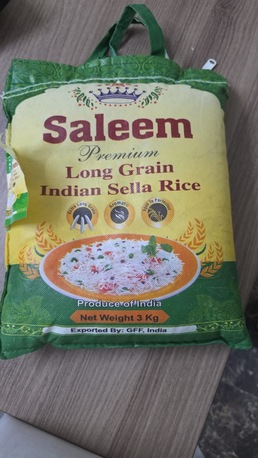 Saleem
Premium
Long Grain
Indian Sella Rice
Produce of India
Net Weight 3 Kg
Exported By: GFF, India